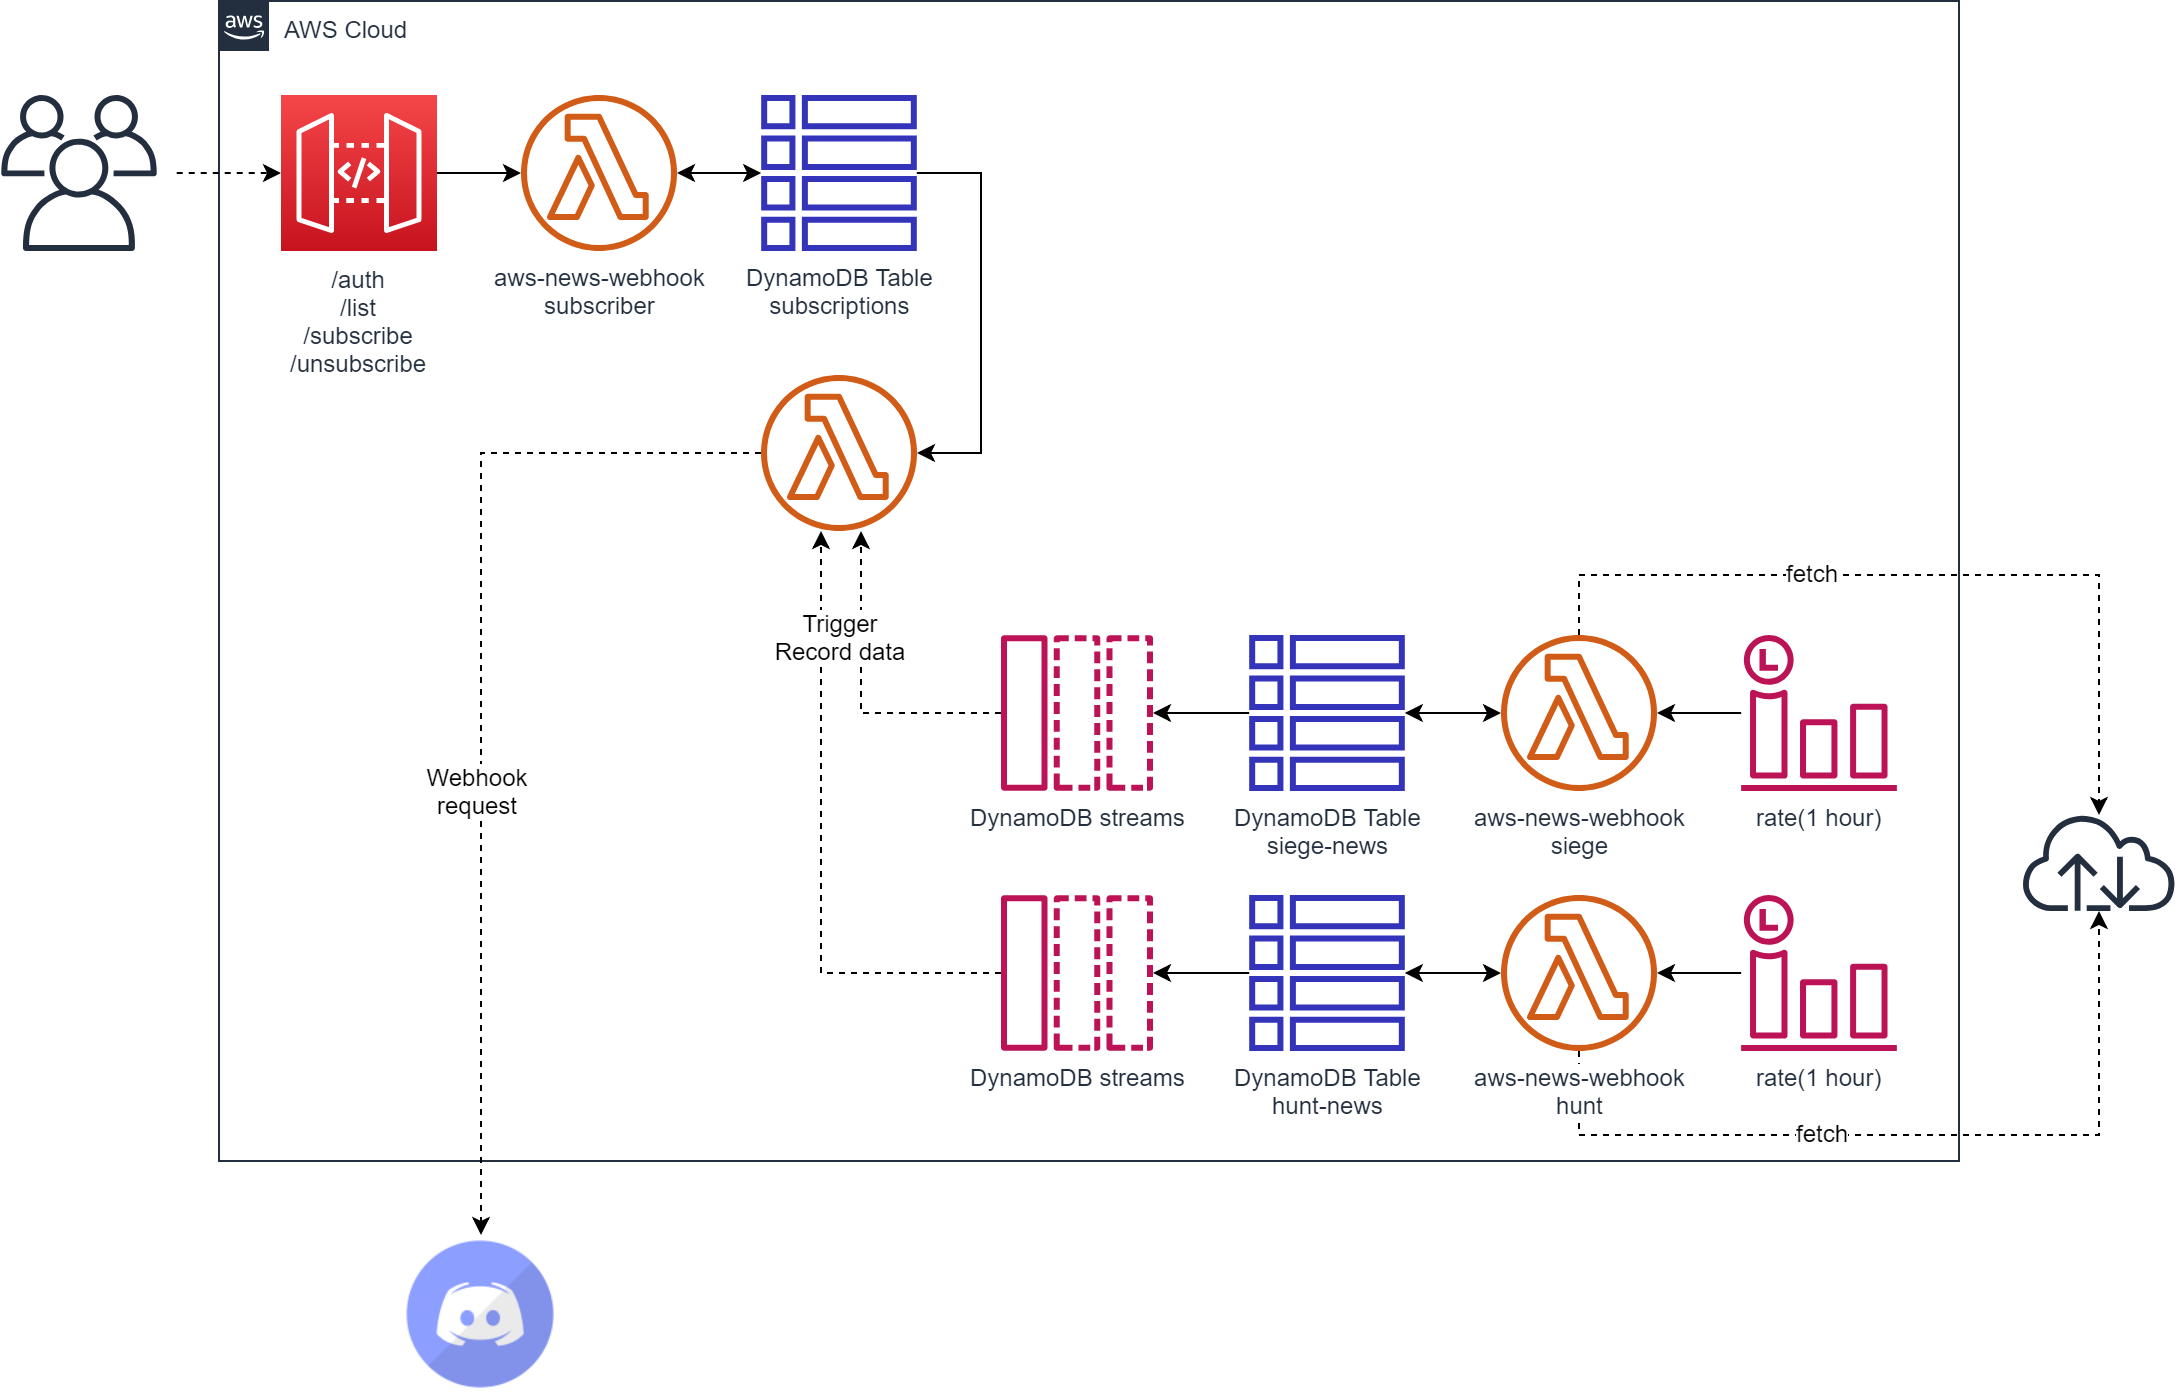 aws
AWS Cloud
/auth
/list
/subscribe
/unsubscribe
aws-news-webhook
subscriber
DynamoDB Table
subscriptions
Trigger
Record data
Webhook
request
fetch
DynamoDB streams
DynamoDB Table
siege-news
aws-news-webhook
siege
rate(1 hour)
DynamoDB streams
DynamoDB Table
hunt-news
aws-news-webhook
hunt
rate(1 hour)
fetch